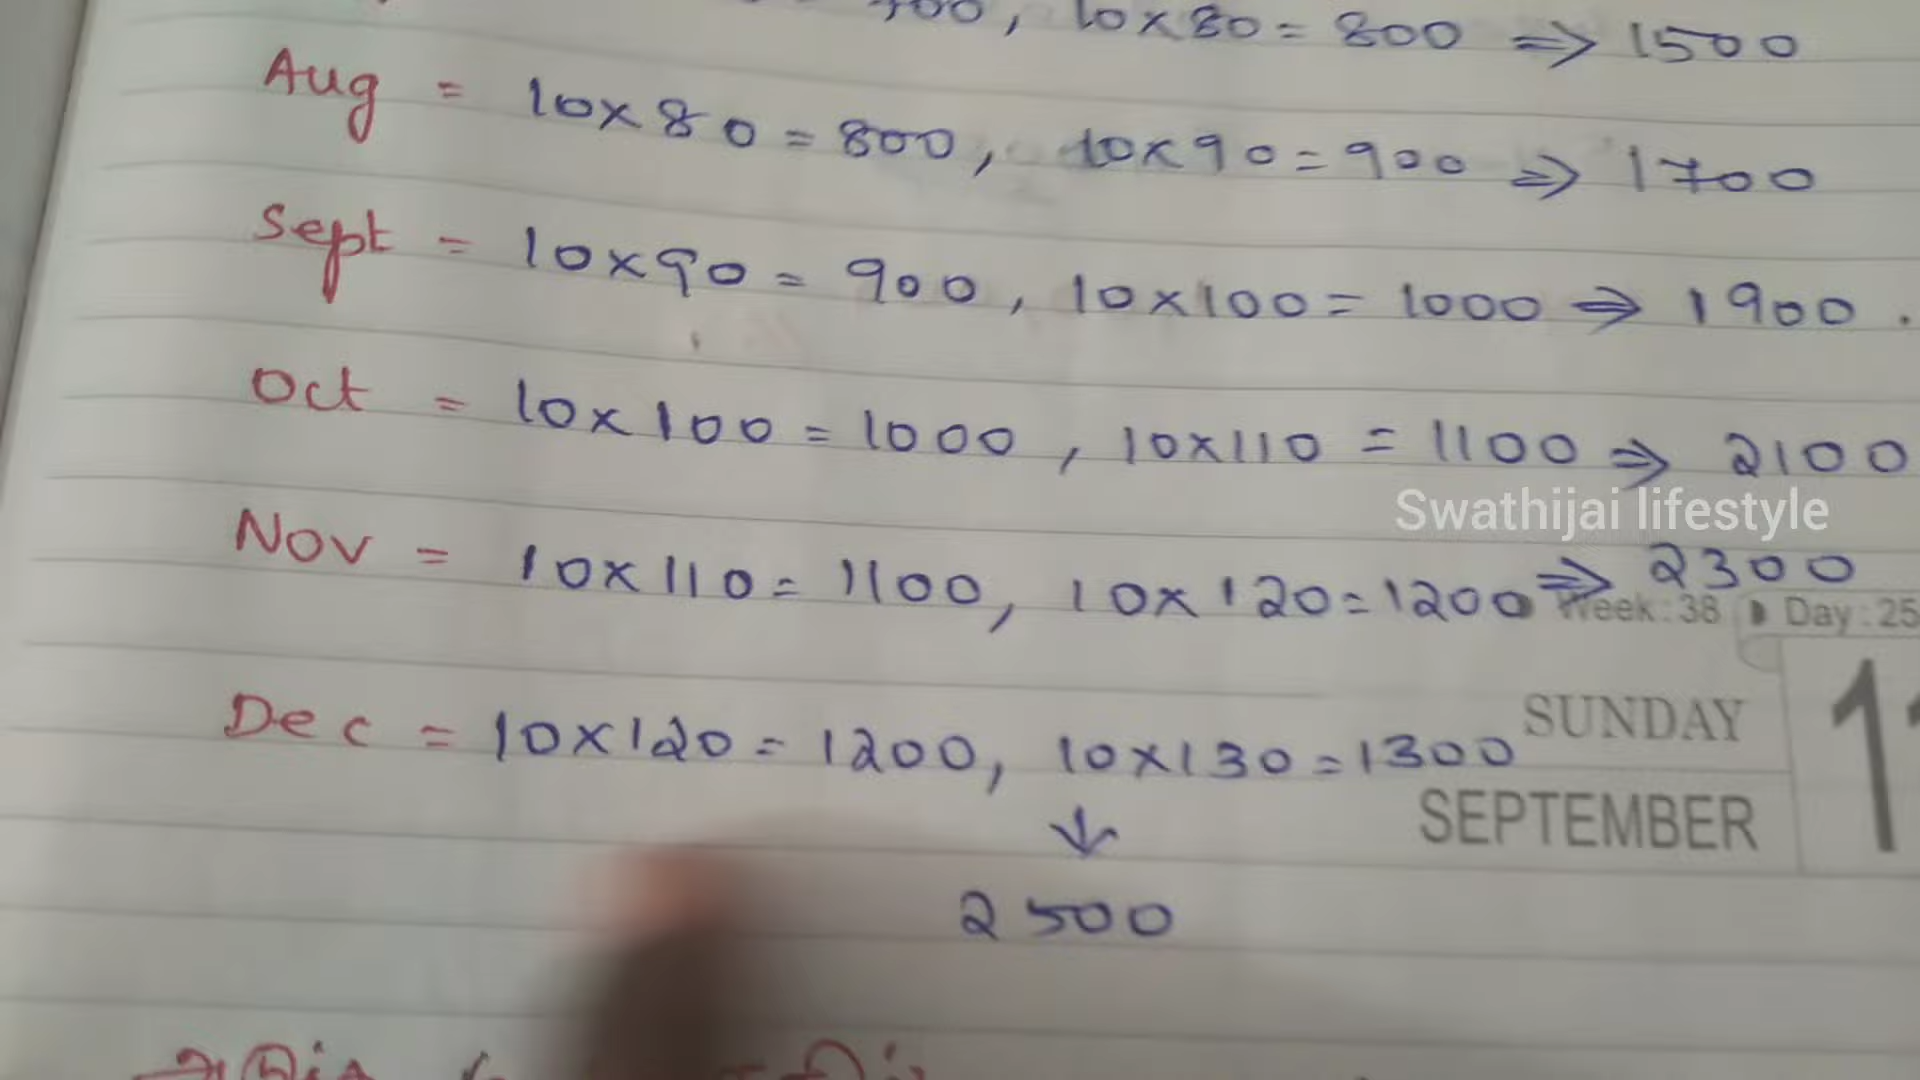 10x80=800 ⇒ 1500
Aug = 10x80=800, 10x90=900 ⇒ 1700
Sept = 10x90=900, 10x100=1000 ⇒ 1900.
Oct = 10x100=1000, 10x110=1100 ⇒ 2100
Swathijai lifestyle
Nov = 10x110=1100, 10x120=1200 ⇒ 2300
Week:38 Day:25
Dec = 10x120=1200, 10x130=1300
SUNDAY
SEPTEMBER
↓
2500